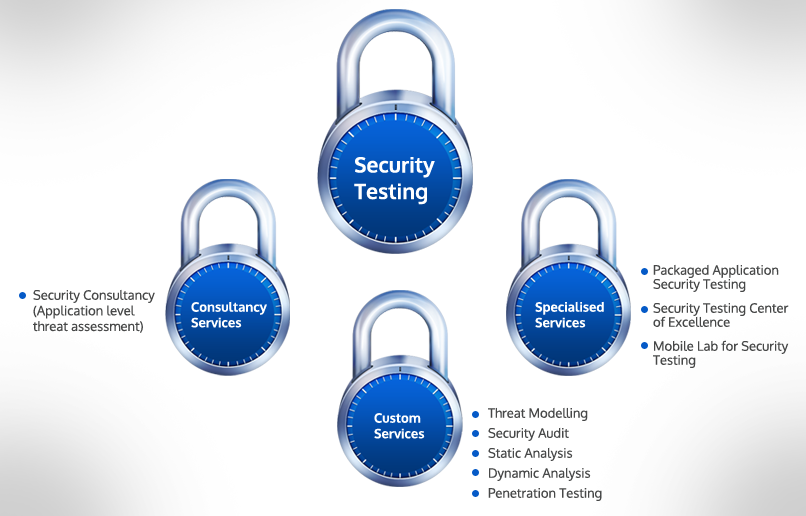 Security
Testing
Consultancy
Services
Security Consultancy
(Application level
threat assessment)
Specialised
Services
Packaged Application
Security Testing
Security Testing Center
of Excellence
Mobile Lab for Security
Testing
Custom
Services
Threat Modelling
Security Audit
Static Analysis
Dynamic Analysis
Penetration Testing